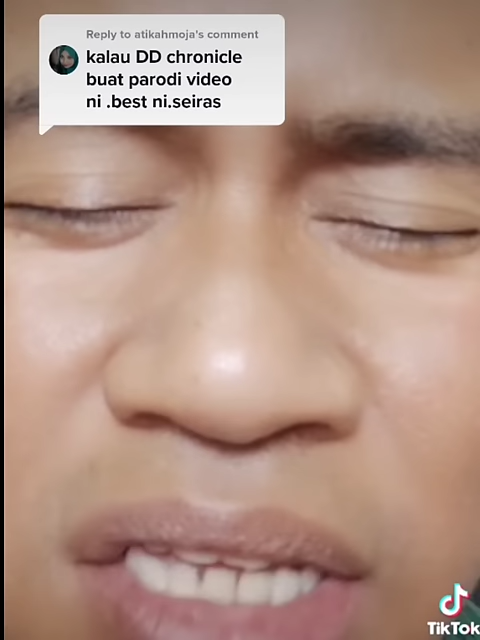 Reply to atikahmoja's comment
kalau DD chronicle
buat parodi video
ni .best ni.seiras
TikTok